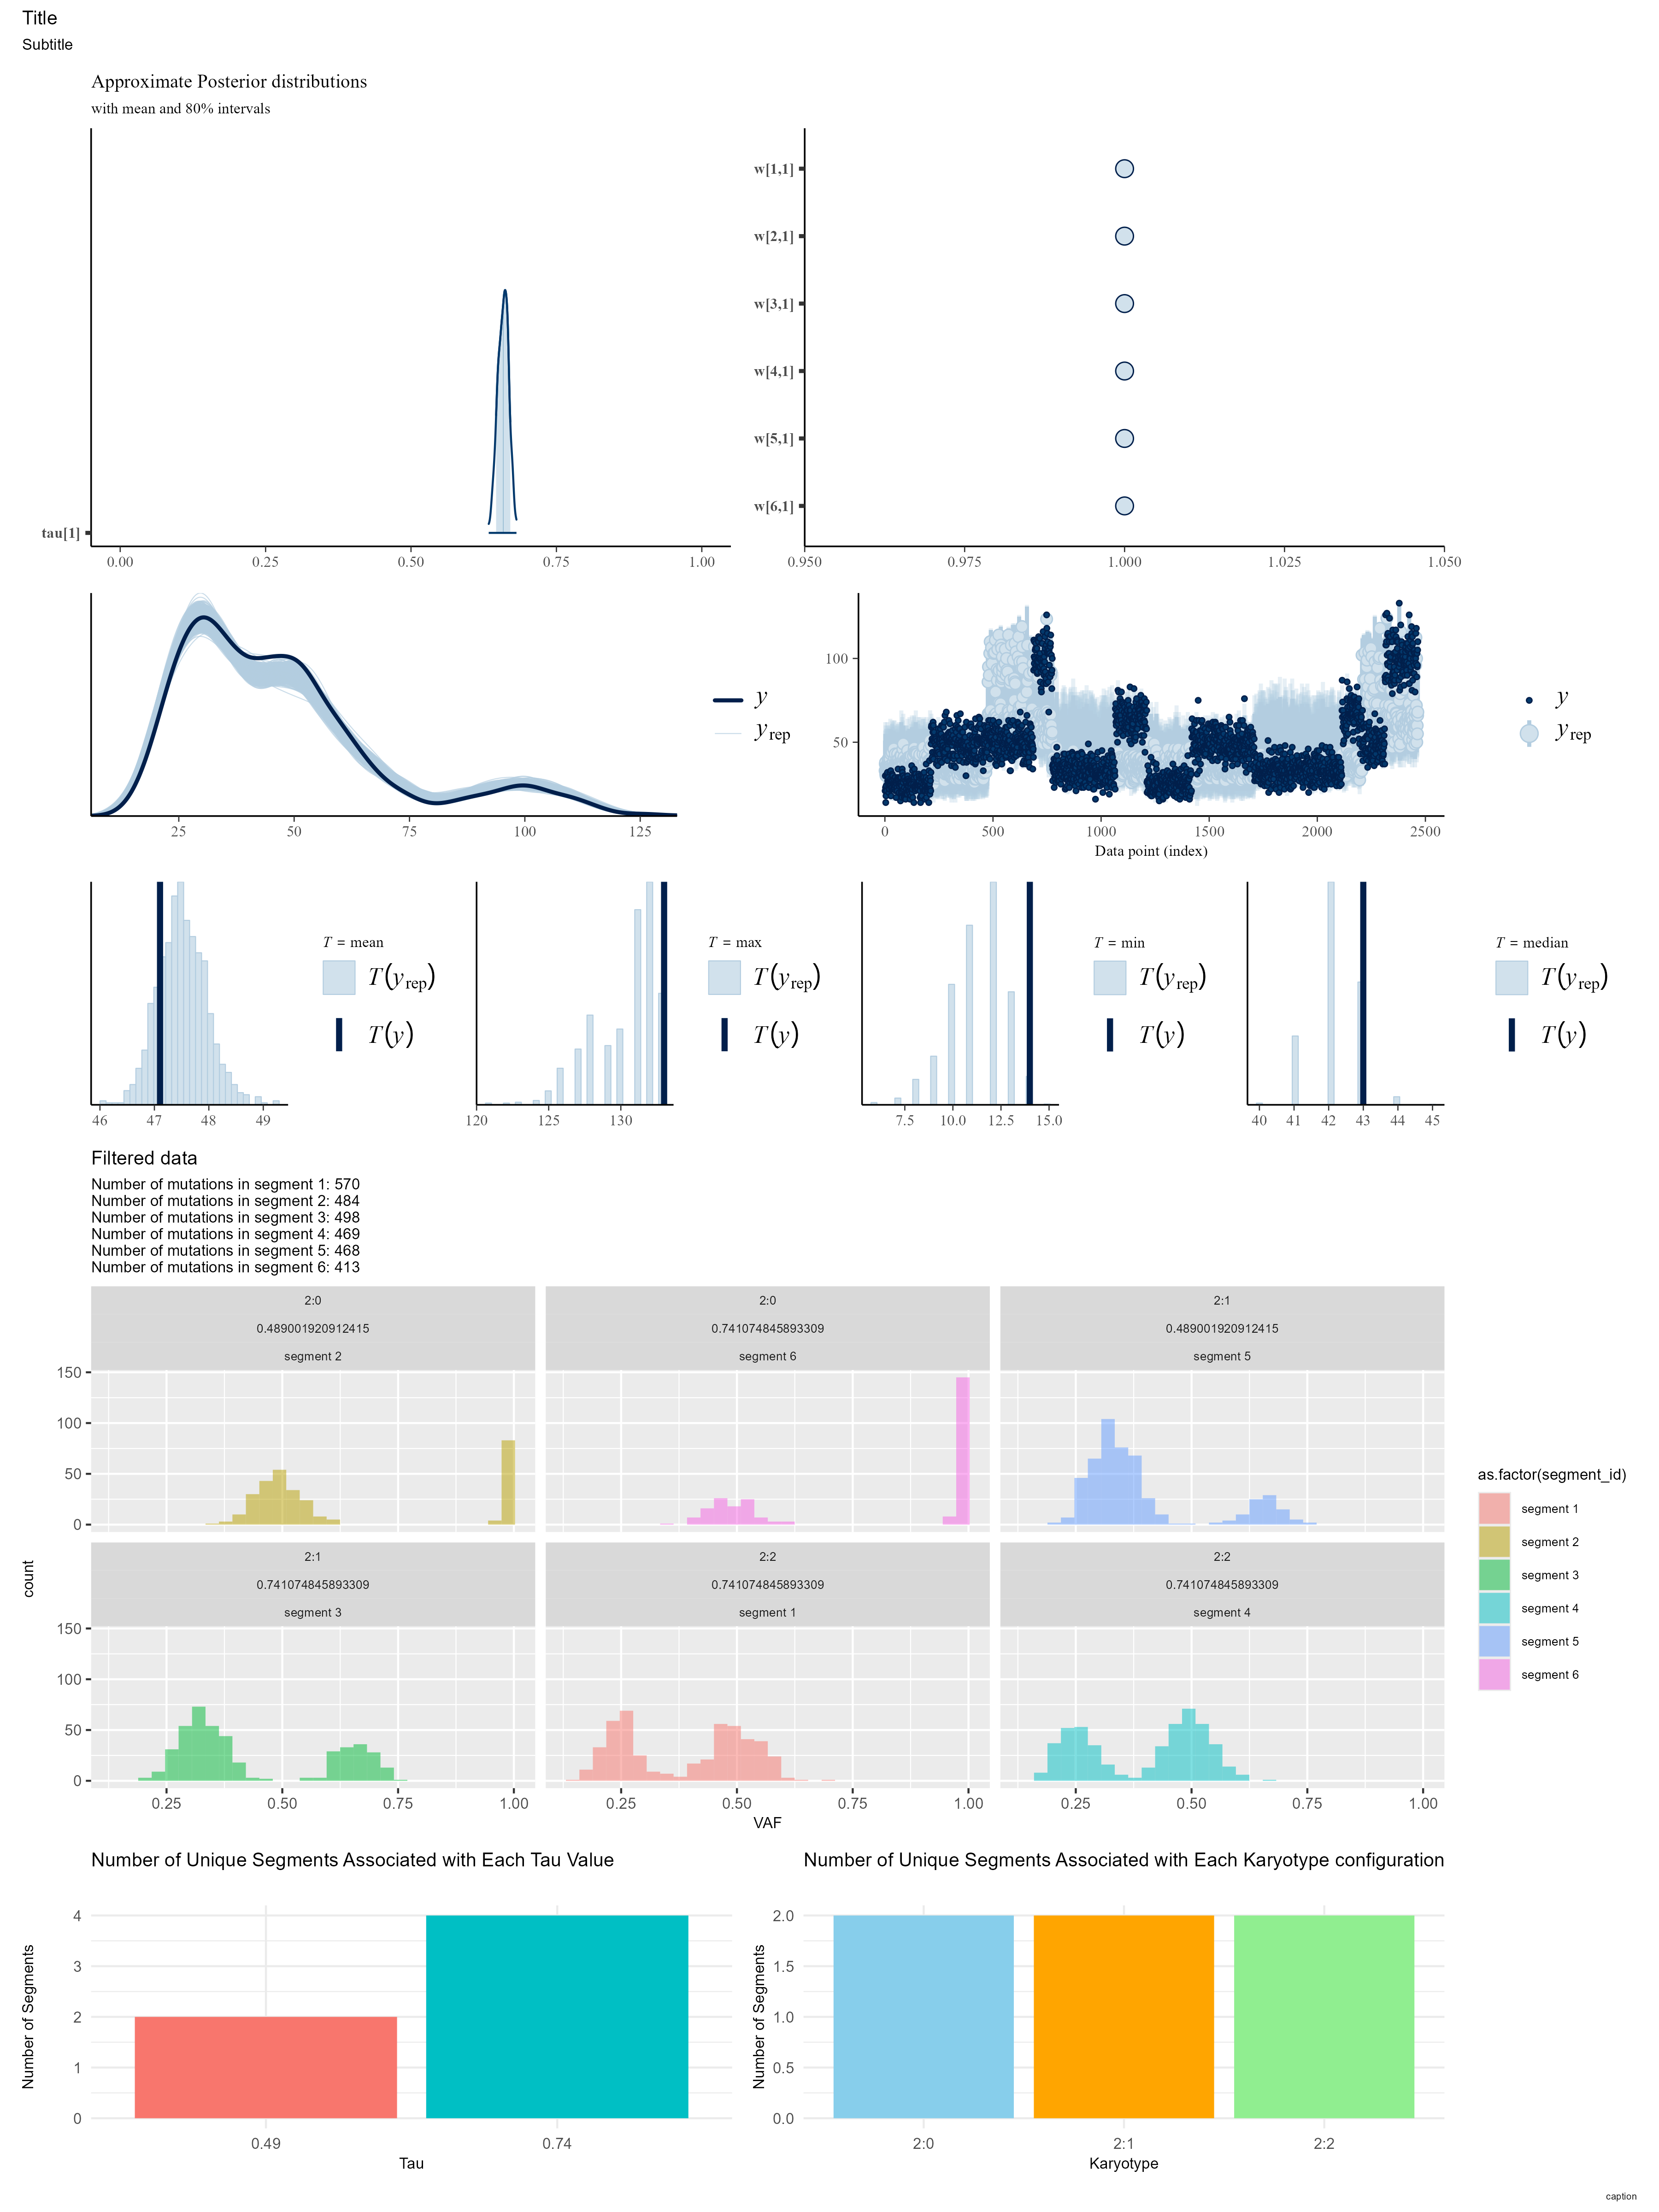 Title
Subtitle
Approximate Posterior distributions
with mean and 80% intervals
tau[1]
0.00 0.25 0.50 0.75 1.00
w[1,1]
w[2,1]
w[3,1]
w[4,1]
w[5,1]
w[6,1]
0.950 0.975 1.000 1.025 1.050
y
y rep
25 50 75 100 125
100
50
0 500 1000 1500 2000 2500
Data point (index)
y
y rep
T = mean
T(y rep)
T(y)
46 47 48 49
T = max
T(y rep)
T(y)
120 125 130
T = min
T(y rep)
T(y)
7.5 10.0 12.5 15.0
T = median
T(y rep)
T(y)
40 41 42 43 44 45
Filtered data
Number of mutations in segment 1: 570
Number of mutations in segment 2: 484
Number of mutations in segment 3: 498
Number of mutations in segment 4: 469
Number of mutations in segment 5: 468
Number of mutations in segment 6: 413
2:0
0.489001920912415
segment 2
2:0
0.741074845893309
segment 6
2:1
0.489001920912415
segment 5
150
100
50
0
count
2:1
0.741074845893309
segment 3
2:2
0.741074845893309
segment 1
2:2
0.741074845893309
segment 4
150
100
50
0
0.25 0.50 0.75 1.00
0.25 0.50 0.75 1.00
0.25 0.50 0.75 1.00
VAF
as.factor(segment_id)
segment 1
segment 2
segment 3
segment 4
segment 5
segment 6
Number of Unique Segments Associated with Each Tau Value
Number of Segments
4
3
2
1
0
0.49 0.74
Tau
Number of Unique Segments Associated with Each Karyotype configuration
Number of Segments
2.0
1.5
1.0
0.5
0.0
2:0 2:1 2:2
Karyotype
caption